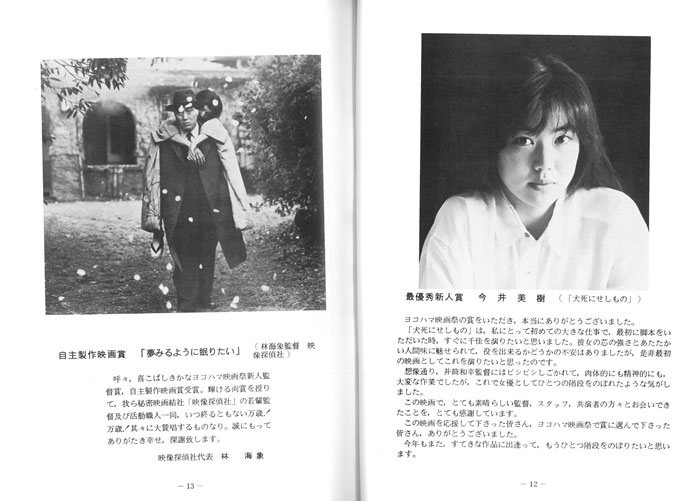 最優秀新人賞 今井美樹 （「犬死にせしもの」）
ヨコハマ映画祭の賞をいただき，本当にありがとうございました。
「犬死にせしもの」は，私にとって初めての大きな仕事で，最初に脚本をい
ただいた時，すぐに千佳を演りたいと思いました。彼女の芯の強さとあたたか
い人間味に魅せられて，役を出来るかどうかの不安はありましたが，是非最初
の映画としてこれを演りたいと思ったのです。
想像通り，井筒和幸監督にはビシビシしごかれて，肉体的にも精神的にも，
大変な作業でしたが，これで女優としてひとつの階段をのぼれたような気がし
ました。
この映画で，とても素晴らしい監督，スタッフ，共演者の方々とお会いでき
たことを，とても感謝しています。
この映画を応援して下さった皆さん，ヨコハマ映画祭で賞に選んで下さった
皆さん，ありがとうございました。
今年もまた，すてきな作品に出逢って，もうひとつ階段をのぼりたいと思い
ます。
― 12 ―
自主製作映画賞 「夢みるように眠りたい」 （林海象監督 映
像探偵社）
呼々，喜こばしきかなヨコハマ映画祭新人監
督賞，自主製作映画賞受賞。輝ける両賞を授り
て，我ら秘密映画結社「映像探偵社」の若輩監
督及び活動職人一同，いつ終るともない万歳！
万歳！其々に大賛唱するものなり。誠にもって
ありがたき幸せ，深謝致します。
映像探偵社代表 林 海象
― 13 ―